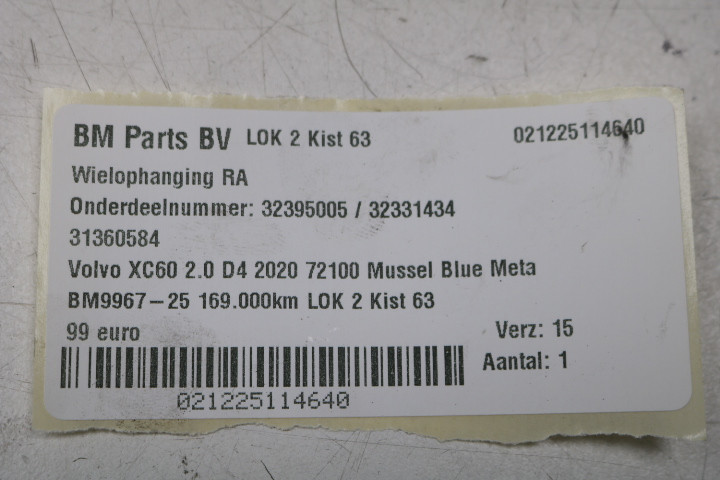 BM Parts BV LOK 2 Kist 63 021225114640
Wielophanging RA
Onderdeelnummer: 32395005 / 32331434
31360584
Volvo XC60 2.0 D4 2020 72100 Mussel Blue Meta
BM9967-25 169.000km LOK 2 Kist 63
99 euro Verz: 15
Aantal: 1
021225114640